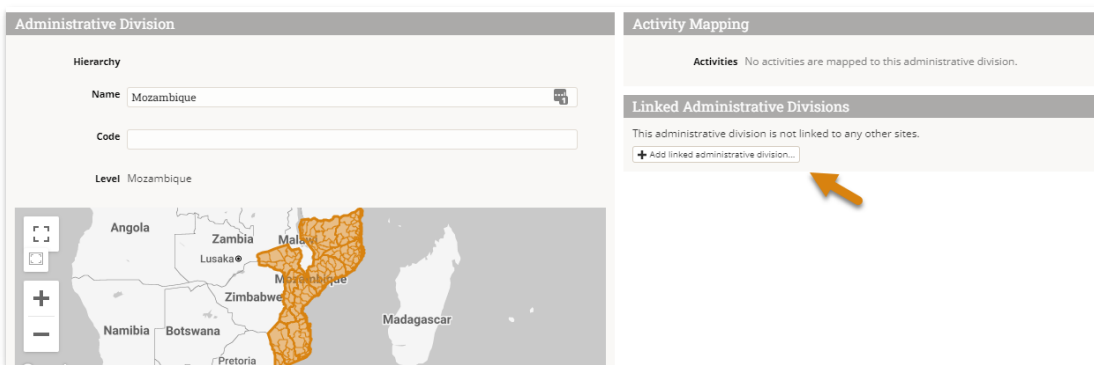 Administrative Division
Hierarchy
Name Mozambique
Code
Level Mozambique
Angola
Zambia
Malawi
Lusaka
Mozambique
Zimbabwe
Madagascar
Namibia
Botswana
Pretoria
Activity Mapping
Activities No activities are mapped to this administrative division.
Linked Administrative Divisions
This administrative division is not linked to any other sites.
+ Add linked administrative division...